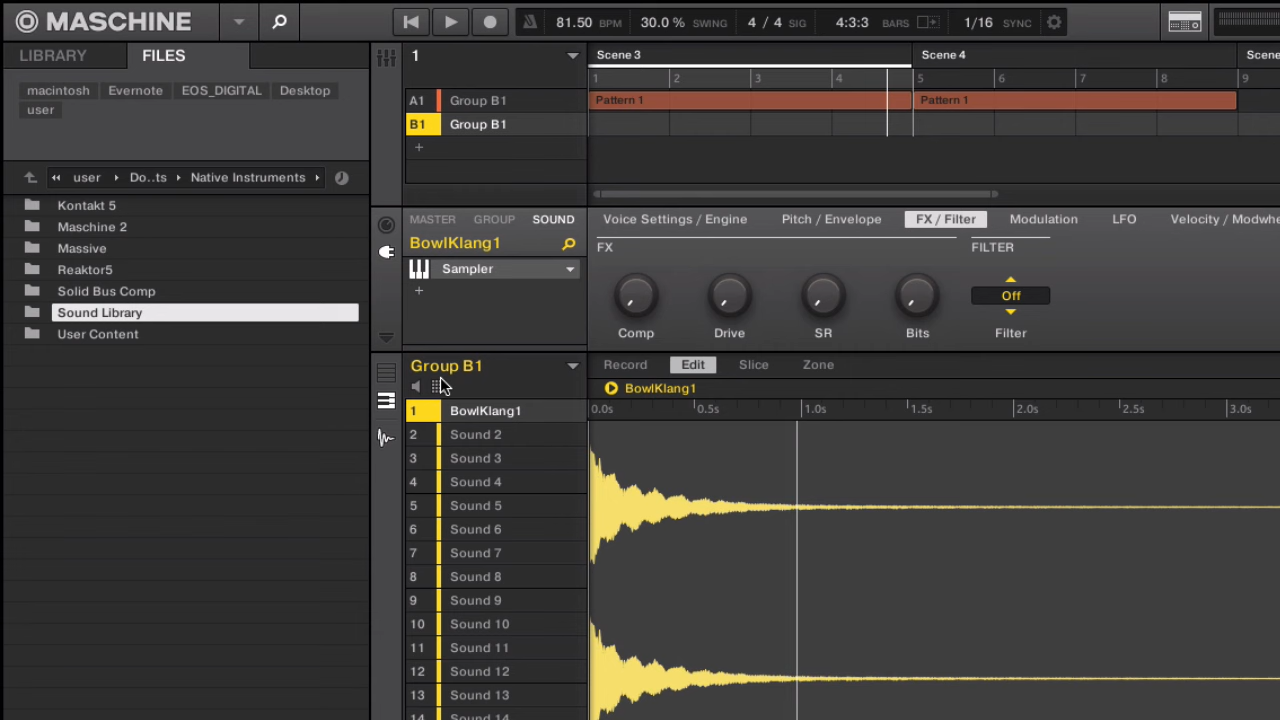 MASCHINE
81.50 BPM 30.0 % SWING 4 / 4 SIG 4:3:3 BARS 1/16 SYNC
LIBRARY FILES
macintosh Evernote EOS_DIGITAL Desktop
user
user Do..ts Native Instruments
Kontakt 5
Maschine 2
Massive
Reaktor5
Solid Bus Comp
Sound Library
User Content
1
Scene 3 Scene 4
1 2 3 4 5 6 7 8 9
A1 Group B1 Pattern 1 Pattern 1
B1 Group B1
+
MASTER GROUP SOUND
BowlKlang1
Sampler
+
Voice Settings / Engine Pitch / Envelope FX / Filter Modulation LFO
FX FILTER
Off
Comp Drive SR Bits Filter
Group B1
Record Edit Slice Zone
BowlKlang1
0.0s 0.5s 1.0s 1.5s 2.0s 2.5s 3.0s
1 BowlKlang1
2 Sound 2
3 Sound 3
4 Sound 4
5 Sound 5
6 Sound 6
7 Sound 7
8 Sound 8
9 Sound 9
10 Sound 10
11 Sound 11
12 Sound 12
13 Sound 13
14 Sound 14